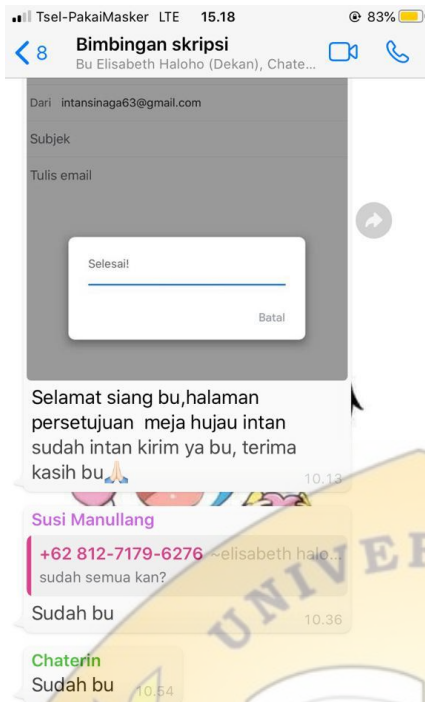 Tsel-PakaiMasker LTE 15.18 83%
8 Bimbingan skripsi
Bu Elisabeth Haloho (Dekan), Chate...
Dari intansinaga63@gmail.com
Subjek
Tulis email
Selesai!
Batal
Selamat siang bu,halaman
persetujuan meja hujau intan
sudah intan kirim ya bu, terima
kasih bu🙏🏻
10.13
Susi Manullang
+62 812-7179-6276 ~elisabeth halo...
sudah semua kan?
Sudah bu
10.36
UNIVER
Chaterin
Sudah bu 10.54